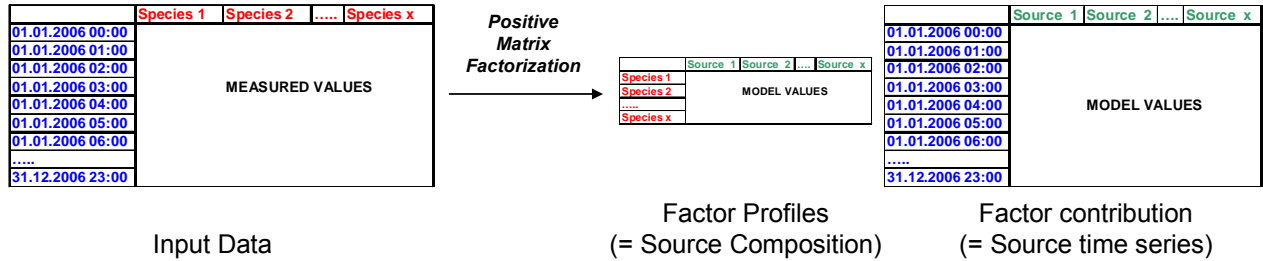 Species 1 Species 2 ..... Species x
01.01.2006 00:00
01.01.2006 01:00
01.01.2006 02:00
01.01.2006 03:00
01.01.2006 04:00
01.01.2006 05:00
01.01.2006 06:00
.....
31.12.2006 23:00
MEASURED VALUES
Input Data
Positive
Matrix
Factorization
Source 1 Source 2 .... Source x
Species 1
Species 2
.....
Species x
MODEL VALUES
Factor Profiles
(= Source Composition)
Source 1 Source 2 .... Source x
01.01.2006 00:00
01.01.2006 01:00
01.01.2006 02:00
01.01.2006 03:00
01.01.2006 04:00
01.01.2006 05:00
01.01.2006 06:00
.....
31.12.2006 23:00
MODEL VALUES
Factor contribution
(= Source time series)